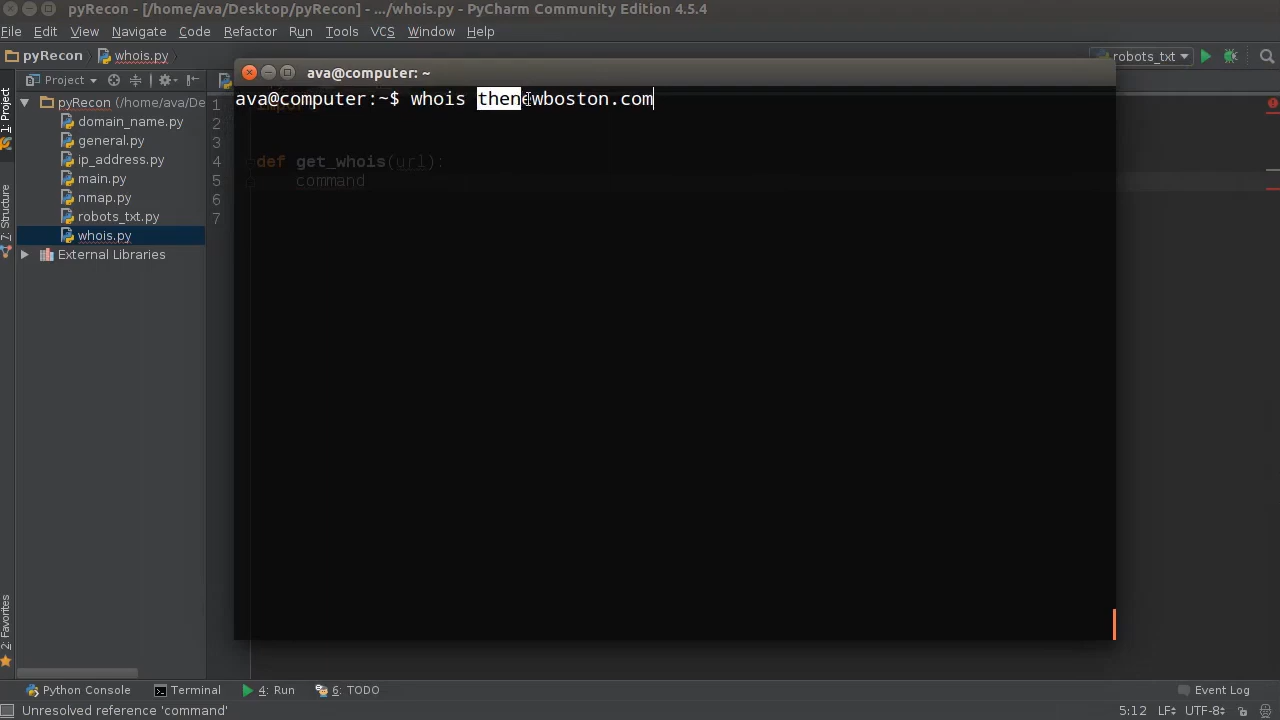 pyRecon - [/home/ava/Desktop/pyRecon] - .../whois.py - PyCharm Community Edition 4.5.4
File Edit View Navigate Code Refactor Run Tools VCS Window Help
pyRecon whois.py robots_txt
Project
ava@computer: ~
ava@computer:~$ whois thenewboston.com
1: Project
Z: Structure
2: Favorites
pyRecon (/home/ava/De
domain_name.py
general.py
ip_address.py
main.py
nmap.py
robots_txt.py
whois.py
External Libraries
1
2
3
4 def get_whois(url):
5 command
6
7
Python Console Terminal 4: Run 6: TODO Event Log
Unresolved reference 'command' 5:12 LF UTF-8